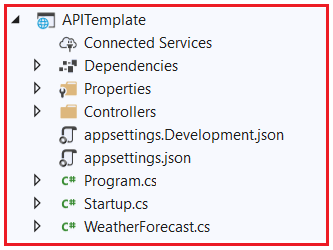 APITemplate
Connected Services
Dependencies
Properties
Controllers
appsettings.Development.json
appsettings.json
C# Program.cs
C# Startup.cs
C# WeatherForecast.cs